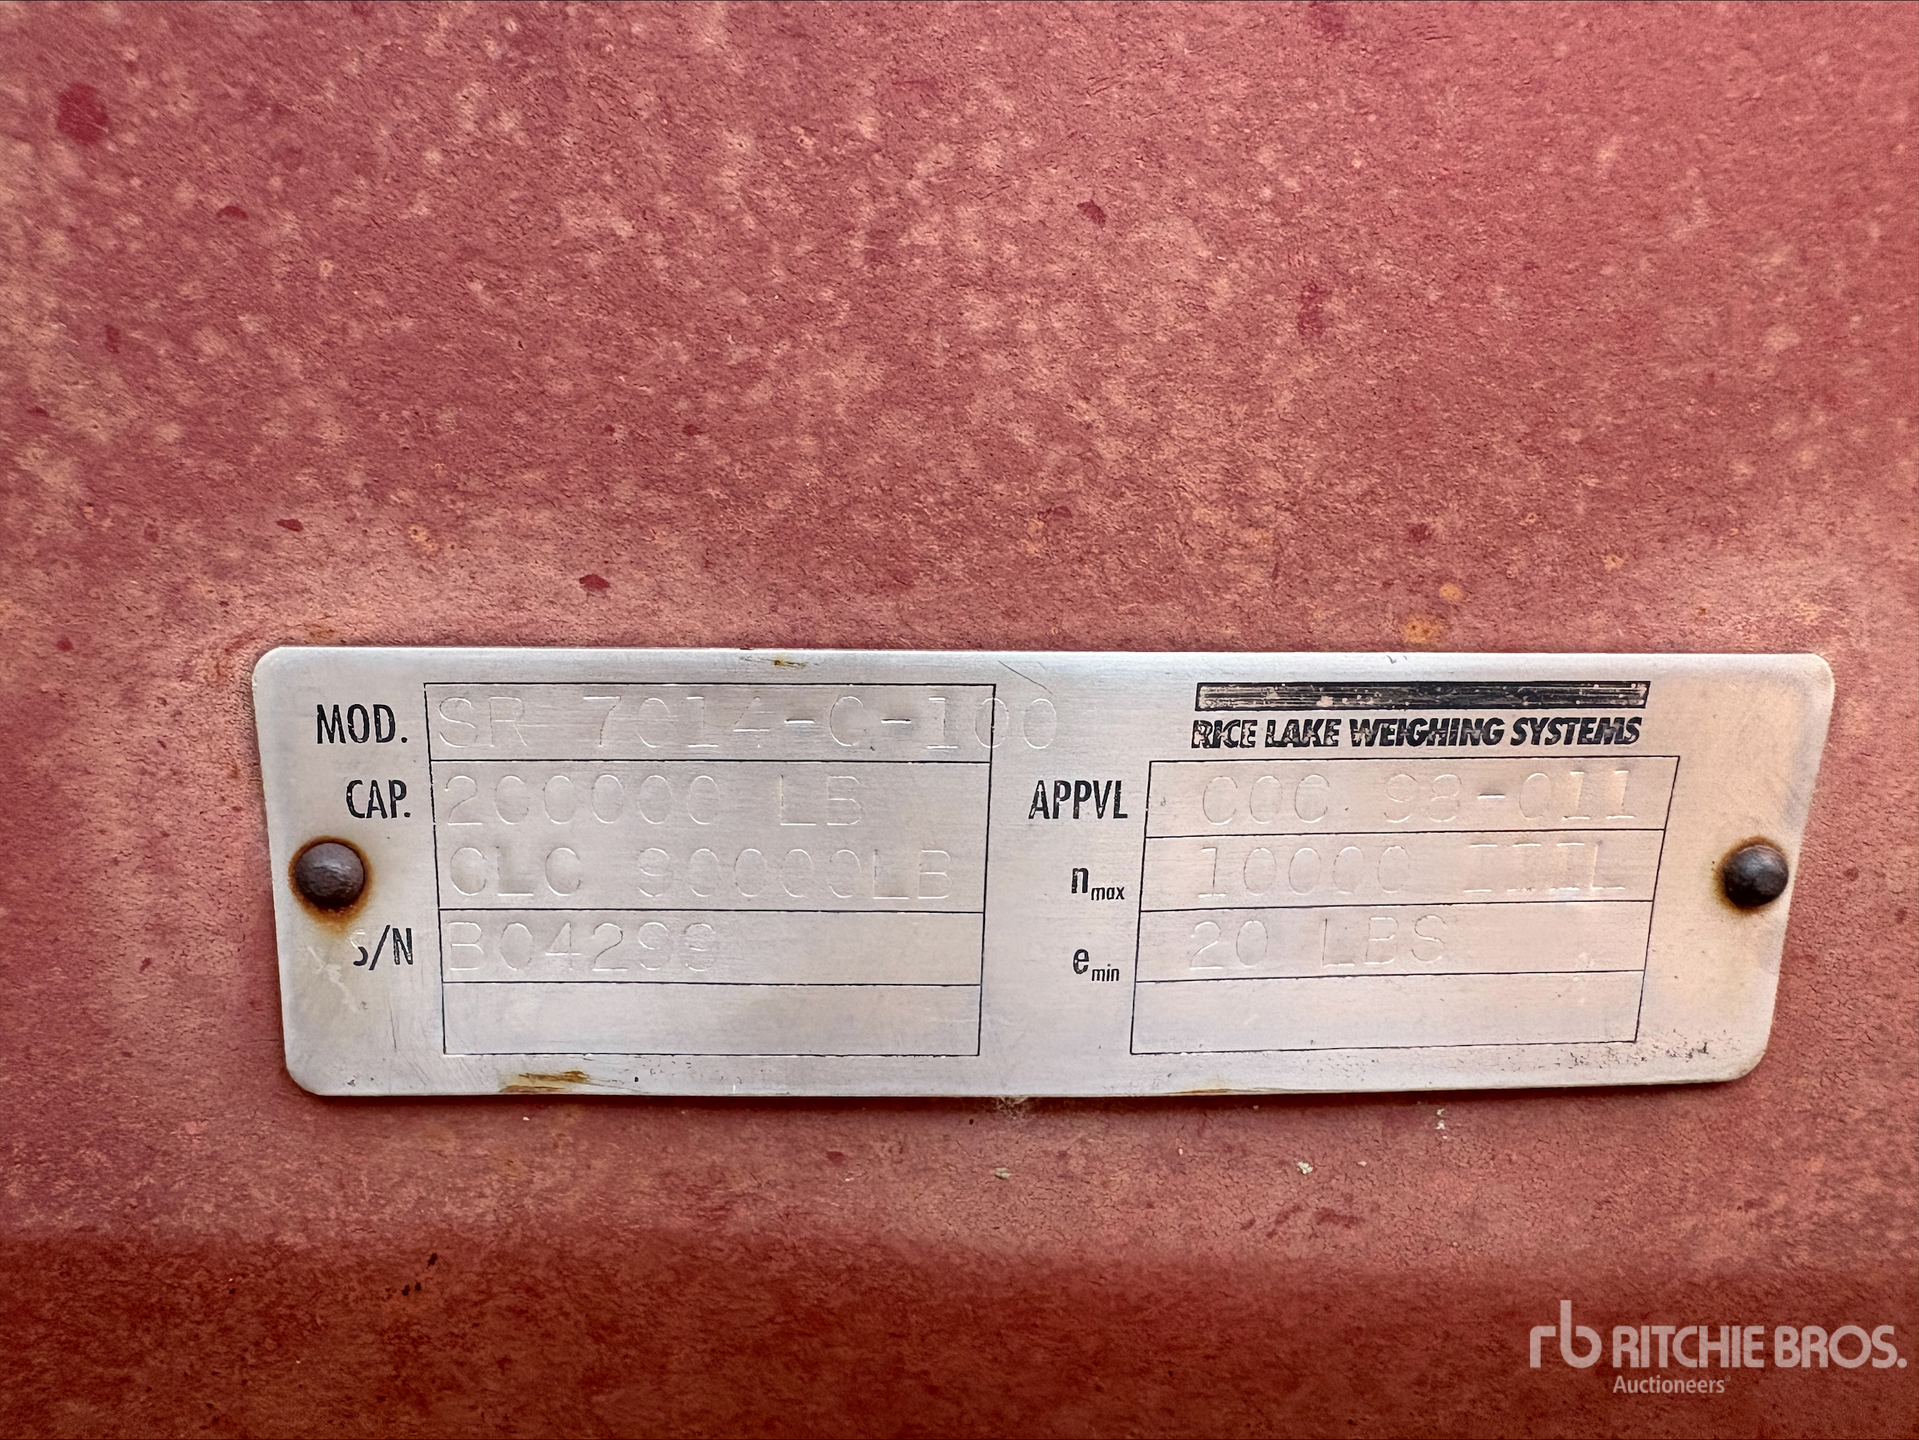 MOD. SR 7014-C-100
CAP. 200000 LB
CLC 90000LB
S/N B04299
RICE LAKE WEIGHING SYSTEMS
APPVL COC 98-011
nmax 10000 IIIL
emin 20 LBS
rb RITCHIE BROS.
Auctioneers